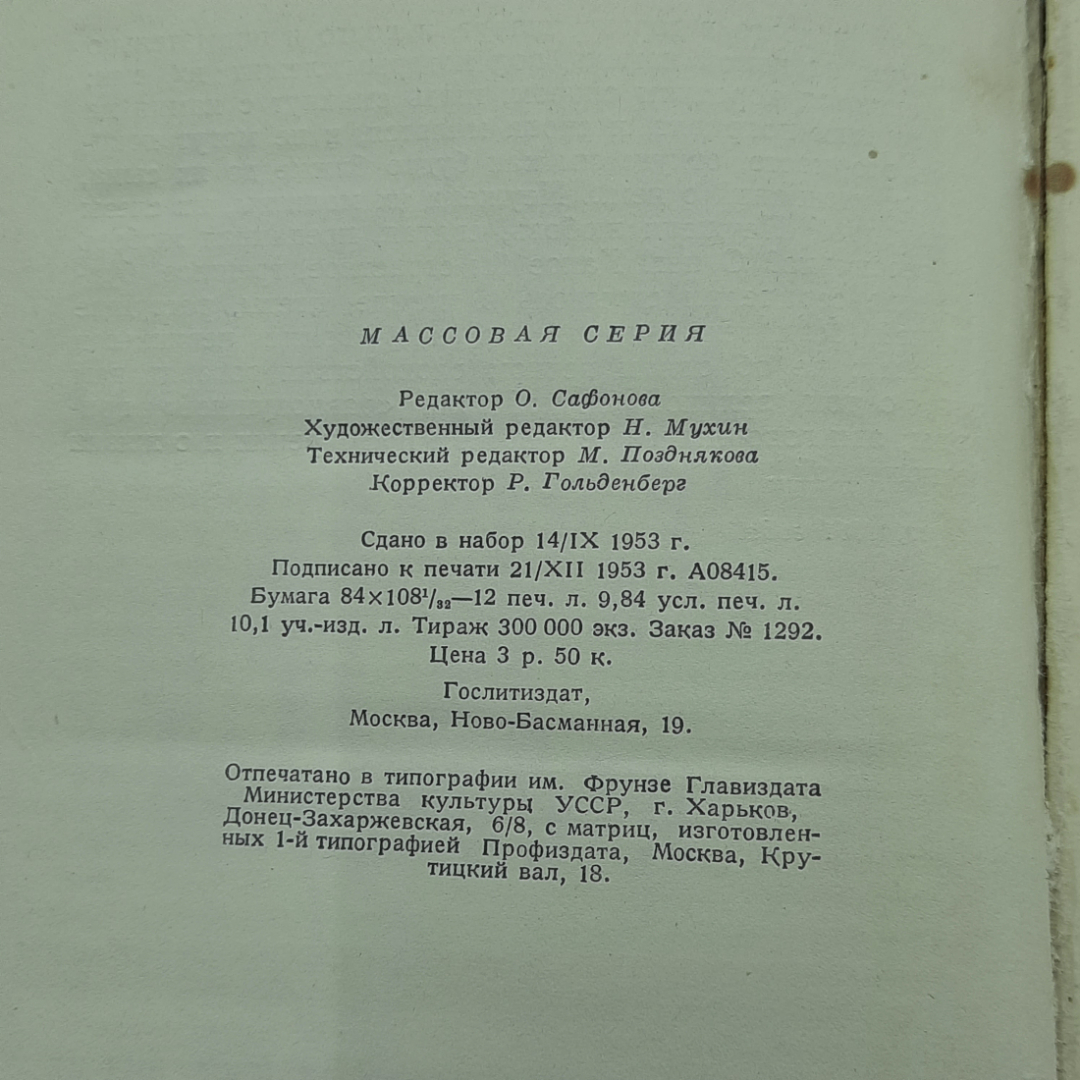 МАССОВАЯ СЕРИЯ
Редактор О. Сафонова
Художественный редактор Н. Мухин
Технический редактор М. Позднякова
Корректор Р. Гольденберг
Сдано в набор 14/IX 1953 г.
Подписано к печати 21/XII 1953 г. А08415.
Бумага 84×108¹/₃₂—12 печ. л. 9,84 усл. печ. л.
10,1 уч.-изд. л. Тираж 300 000 экз. Заказ № 1292.
Цена 3 р. 50 к.
Гослитиздат,
Москва, Ново-Басманная, 19.
Отпечатано в типографии им. Фрунзе Главиздата
Министерства культуры УССР, г. Харьков,
Донец-Захаржевская, 6/8, с матриц, изготовлен-
ных 1-й типографией Профиздата, Москва, Кру-
тицкий вал, 18.